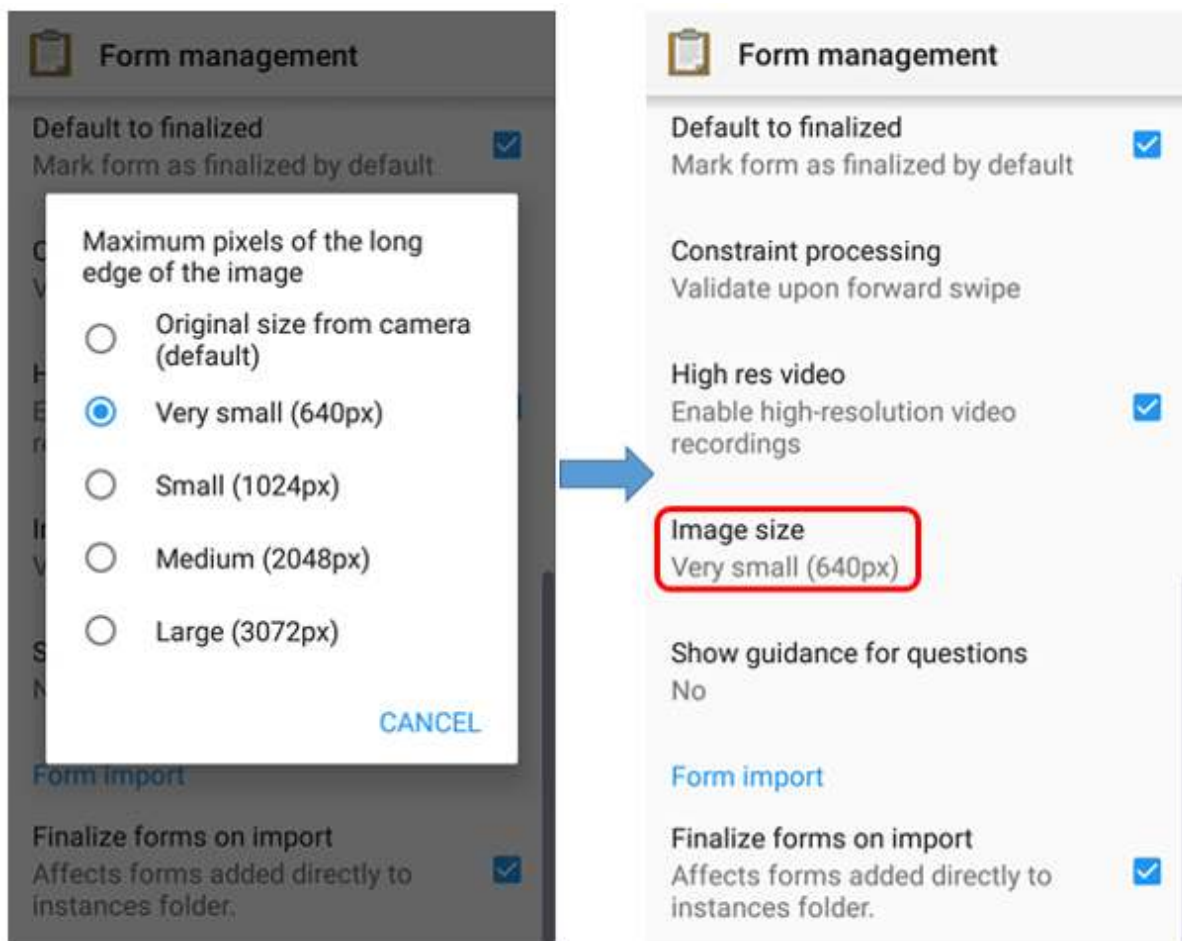 Form management
Default to finalized
Mark form as finalized by default
Maximum pixels of the long
edge of the image
Original size from camera
(default)
Very small (640px)
Small (1024px)
Medium (2048px)
Large (3072px)
CANCEL
Form import
Finalize forms on import
Affects forms added directly to
instances folder.
Form management
Default to finalized
Mark form as finalized by default
Constraint processing
Validate upon forward swipe
High res video
Enable high-resolution video
recordings
Image size
Very small (640px)
Show guidance for questions
No
Form import
Finalize forms on import
Affects forms added directly to
instances folder.